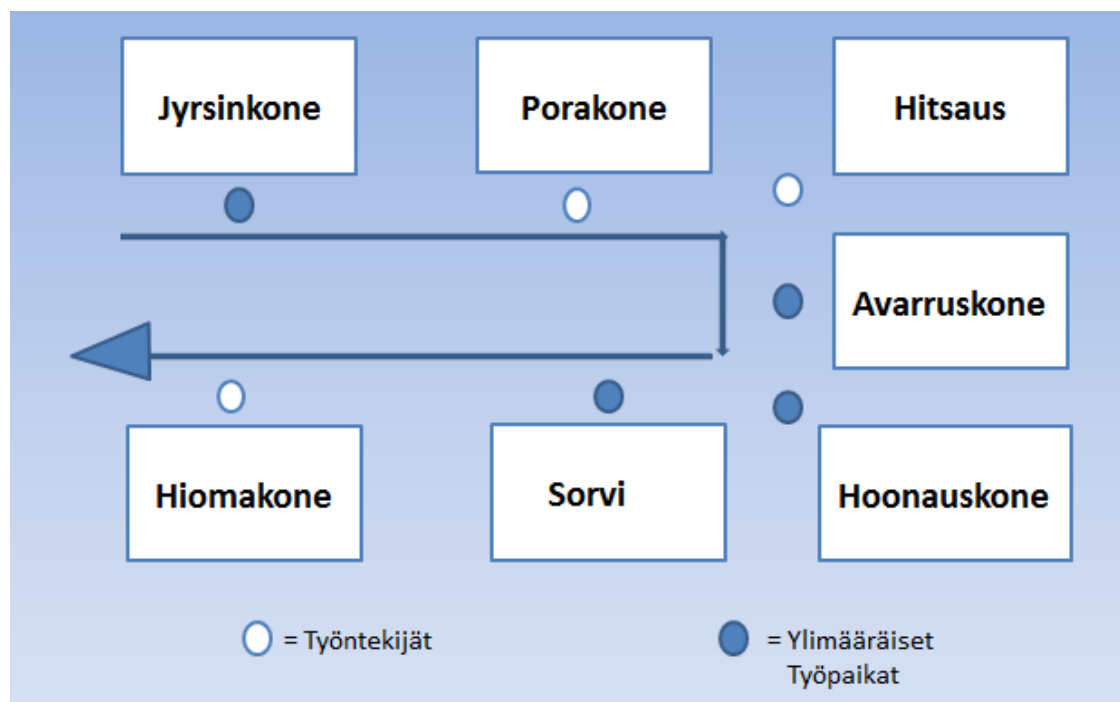 Jyrsinkone
Porakone
Hitsaus
Avarruskone
Hiomakone
Sorvi
Hoonauskone
= Työntekijät
= Ylimääräiset
Työpaikat